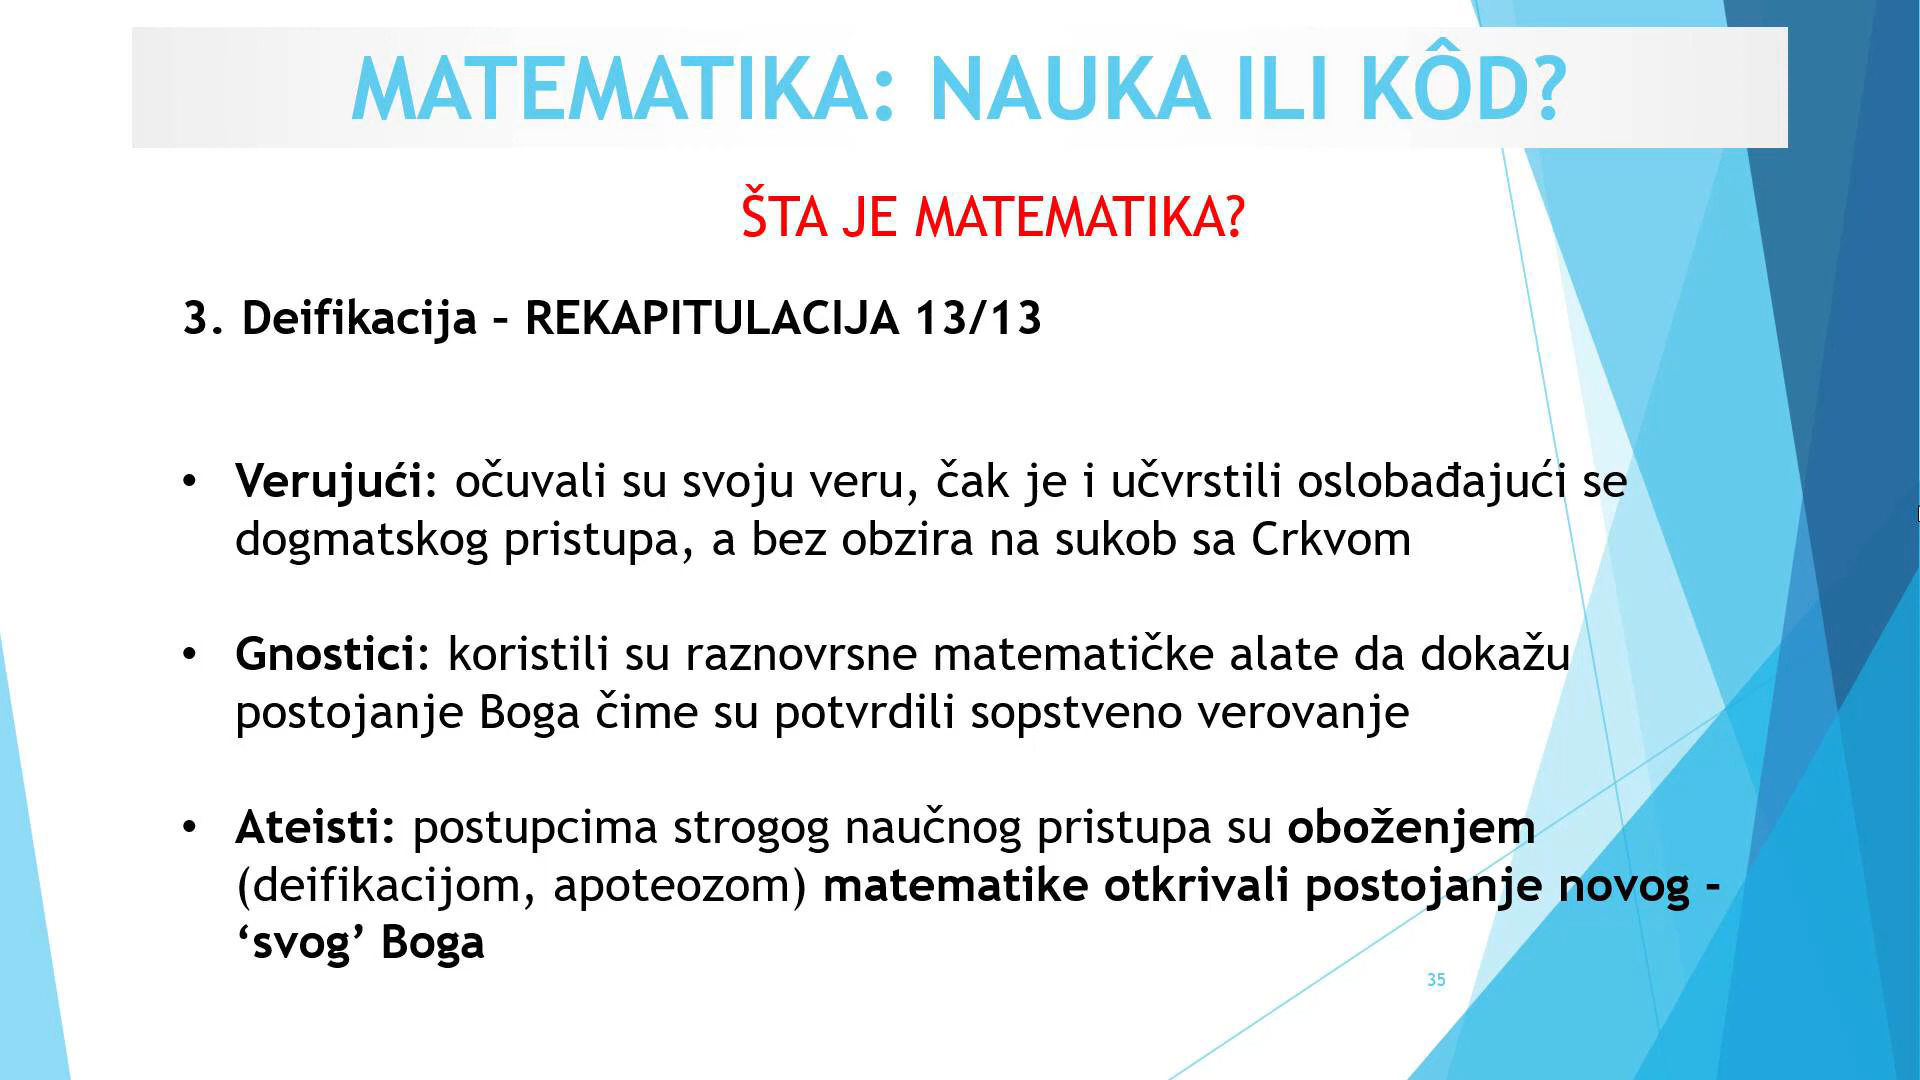 MATEMATIKA: NAUKA ILI KÔD?
ŠTA JE MATEMATIKA?
3. Deifikacija – REKAPITULACIJA 13/13
• Verujući: očuvali su svoju veru, čak je i učvrstili oslobađajući se
dogmatskog pristupa, a bez obzira na sukob sa Crkvom
• Gnostici: koristili su raznovrsne matematičke alate da dokažu
postojanje Boga čime su potvrdili sopstveno verovanje
• Ateisti: postupcima strogog naučnog pristupa su oboženjem
(deifikacijom, apoteozom) matematike otkrivali postojanje novog -
‘svog’ Boga
35